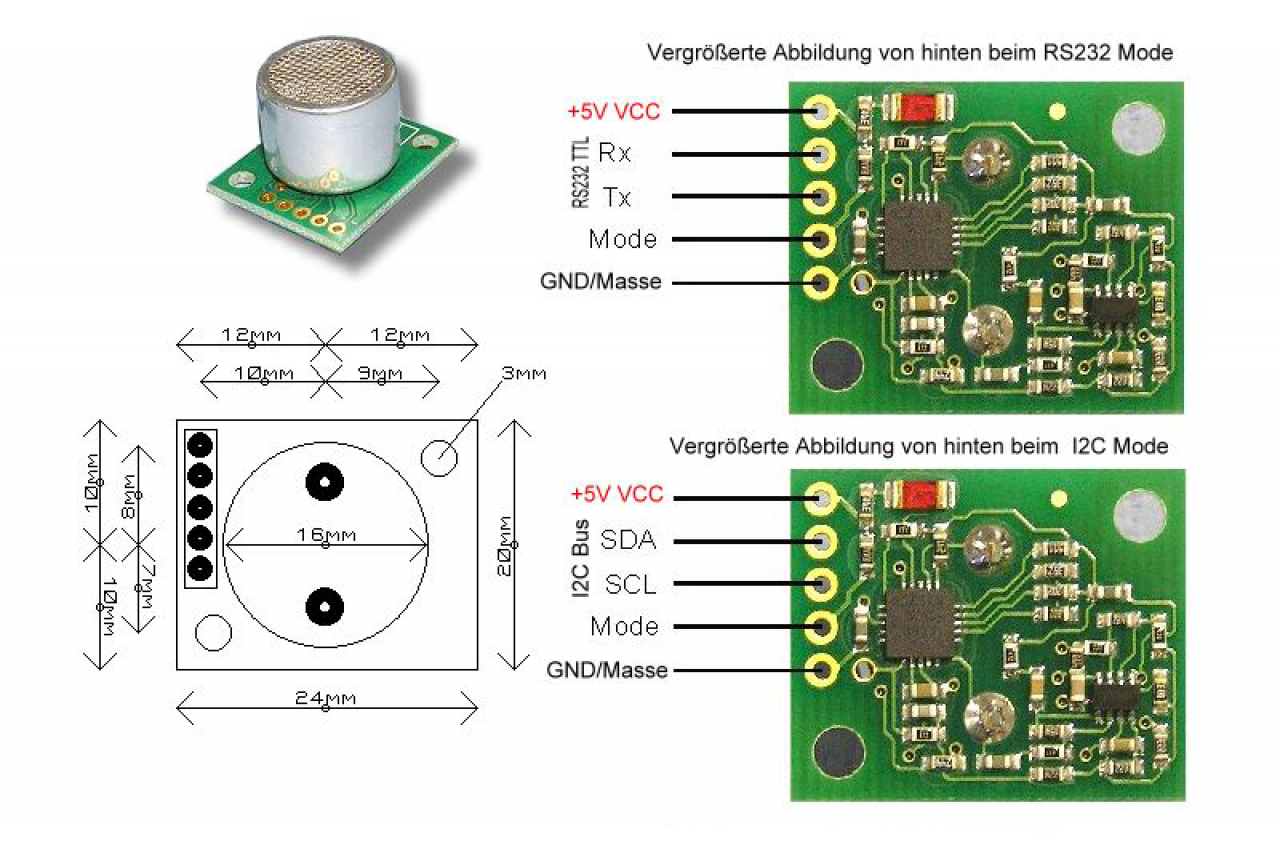 Vergrößerte Abbildung von hinten beim RS232 Mode
+5V VCC
RS232 TTL
Rx
Tx
Mode
GND/Masse
12mm
12mm
10mm
9mm
3mm
10mm
8mm
16mm
20mm
7mm
10mm
24mm
Vergrößerte Abbildung von hinten beim I2C Mode
+5V VCC
I2C Bus
SDA
SCL
Mode
GND/Masse